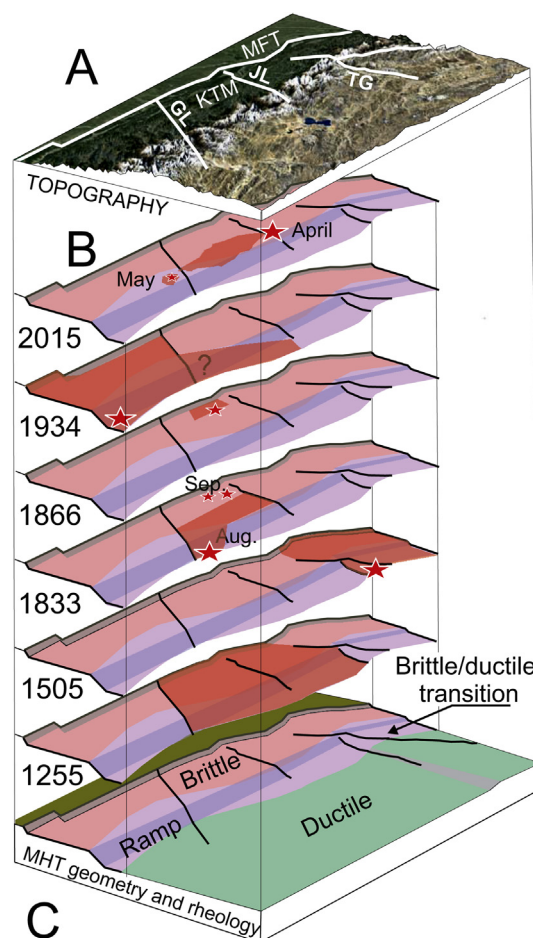 A
MFT
JL
TG
KTM
GL
TOPOGRAPHY
B
April
May
2015
?
1934
1866
Sep.
Aug.
1833
1505
Brittle/ductile
transition
1255
Brittle
Ramp
Ductile
MHT geometry and rheology
C